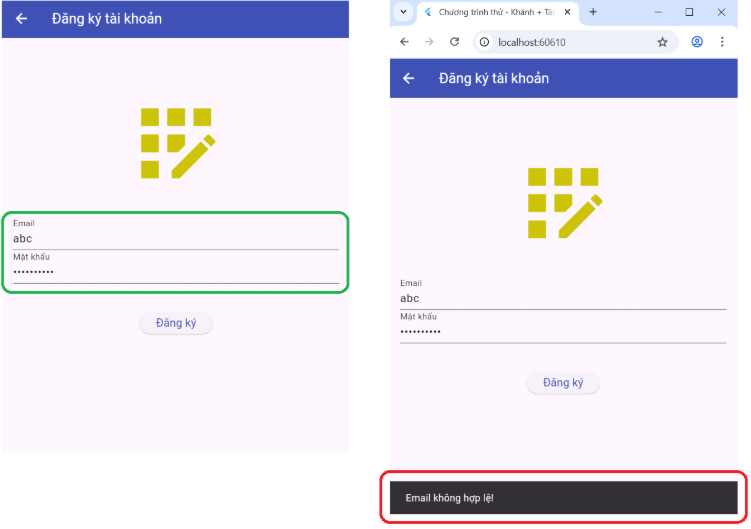 Đăng ký tài khoản
Email
abc
Mật khẩu
••••••••••
Đăng ký
Chương trình thử - Khánh + Tâ
localhost:60610
Đăng ký tài khoản
Email
abc
Mật khẩu
••••••••••
Đăng ký
Email không hợp lệ!